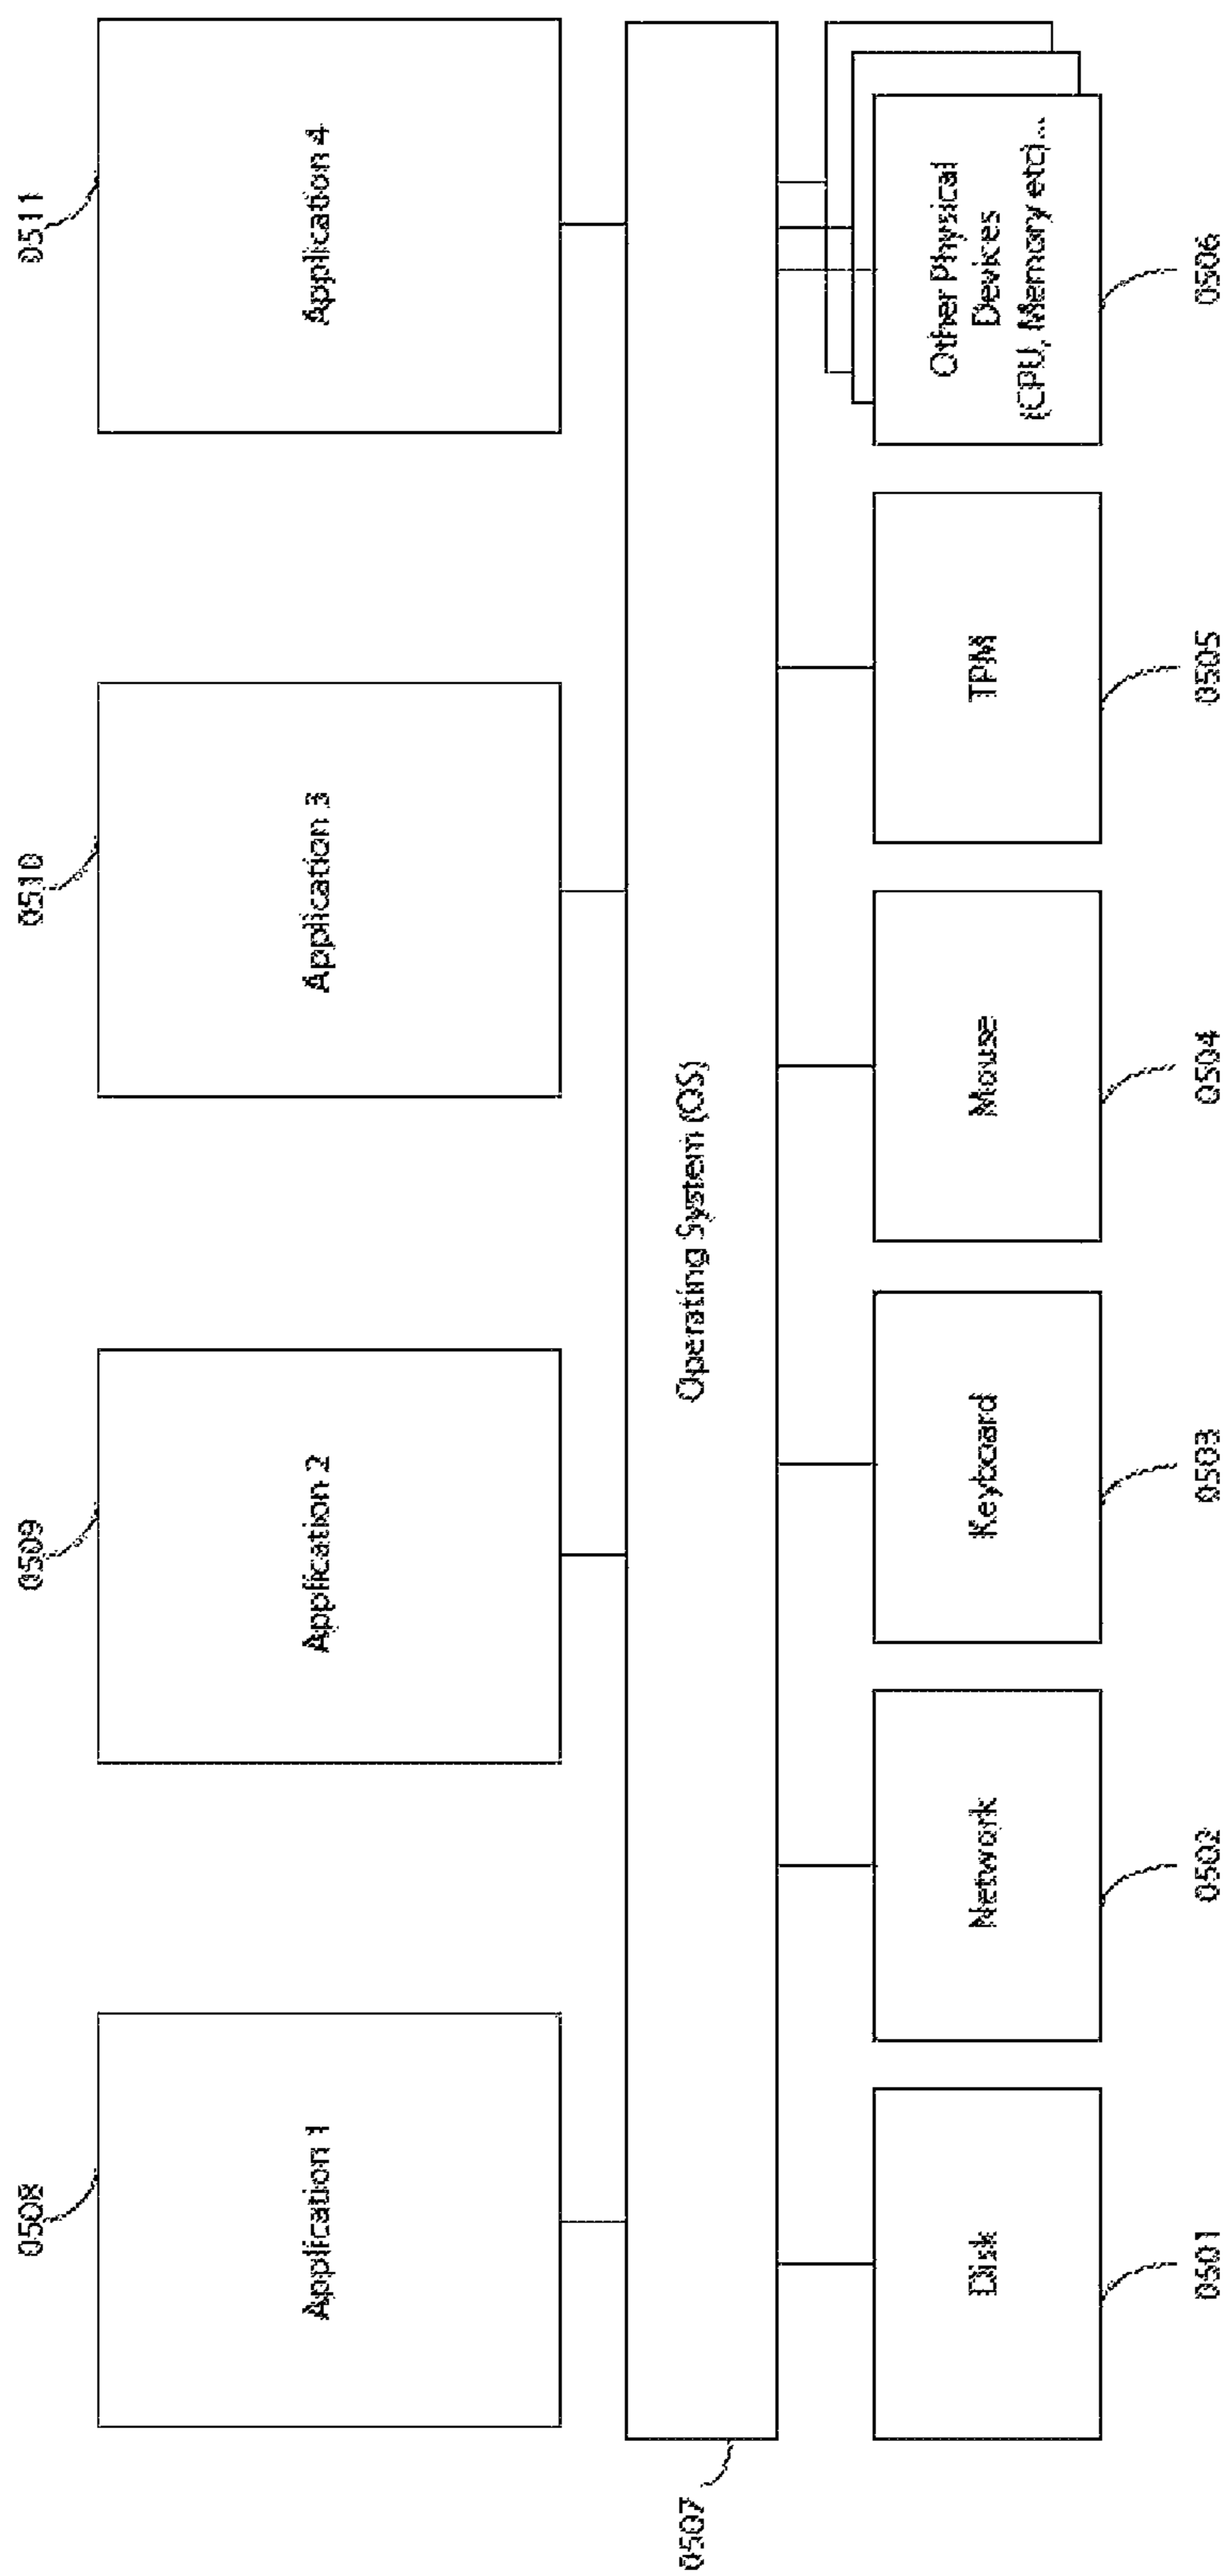 0508
0509
0510
0511
Application 1
Application 2
Application 3
Application 4
0507
Operating System (OS)
Disk
Network
Keyboard
Mouse
TPM
Other Physical
Devices
(CPU, Memory etc)...
0501
0502
0503
0504
0505
0506